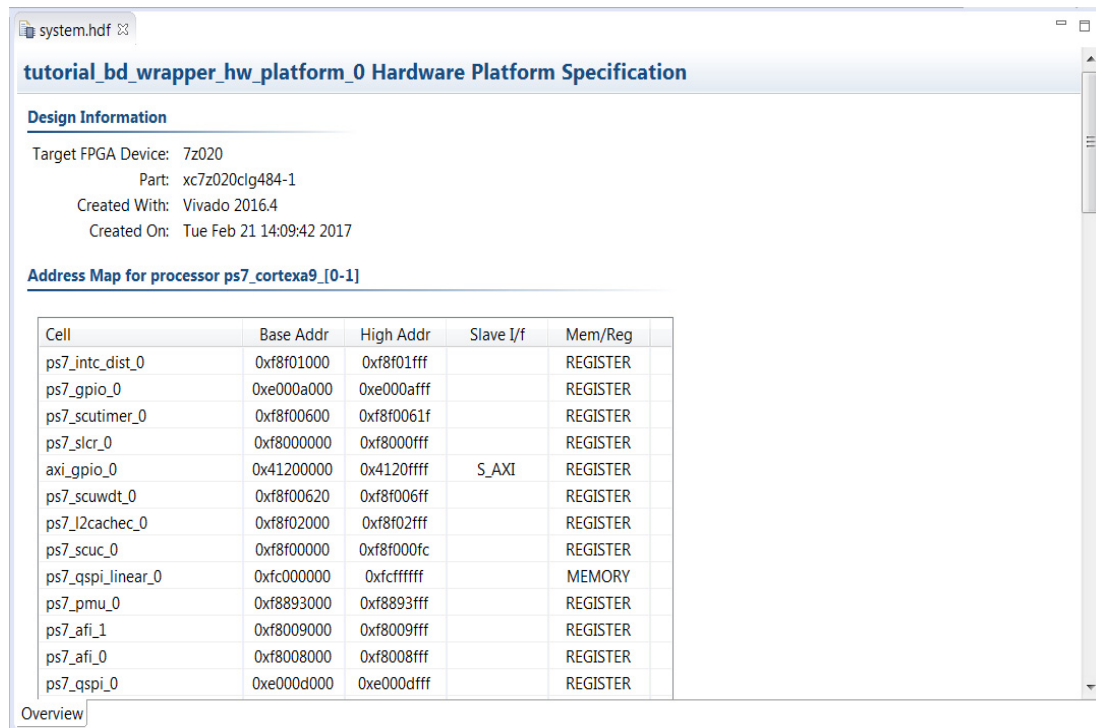 system.hdf
tutorial_bd_wrapper_hw_platform_0 Hardware Platform Specification
Design Information
Target FPGA Device: 7z020
Part: xc7z020clg484-1
Created With: Vivado 2016.4
Created On: Tue Feb 21 14:09:42 2017
Address Map for processor ps7_cortexa9_[0-1]
Cell Base Addr High Addr Slave I/f Mem/Reg
ps7_intc_dist_0 0xf8f01000 0xf8f01fff REGISTER
ps7_gpio_0 0xe000a000 0xe000afff REGISTER
ps7_scutimer_0 0xf8f00600 0xf8f0061f REGISTER
ps7_slcr_0 0xf8000000 0xf8000fff REGISTER
axi_gpio_0 0x41200000 0x4120ffff S_AXI REGISTER
ps7_scuwdt_0 0xf8f00620 0xf8f006ff REGISTER
ps7_l2cachec_0 0xf8f02000 0xf8f02fff REGISTER
ps7_scuc_0 0xf8f00000 0xf8f000fc REGISTER
ps7_qspi_linear_0 0xfc000000 0xfcffffff MEMORY
ps7_pmu_0 0xf8893000 0xf8893fff REGISTER
ps7_afi_1 0xf8009000 0xf8009fff REGISTER
ps7_afi_0 0xf8008000 0xf8008fff REGISTER
ps7_qspi_0 0xe000d000 0xe000dfff REGISTER
Overview